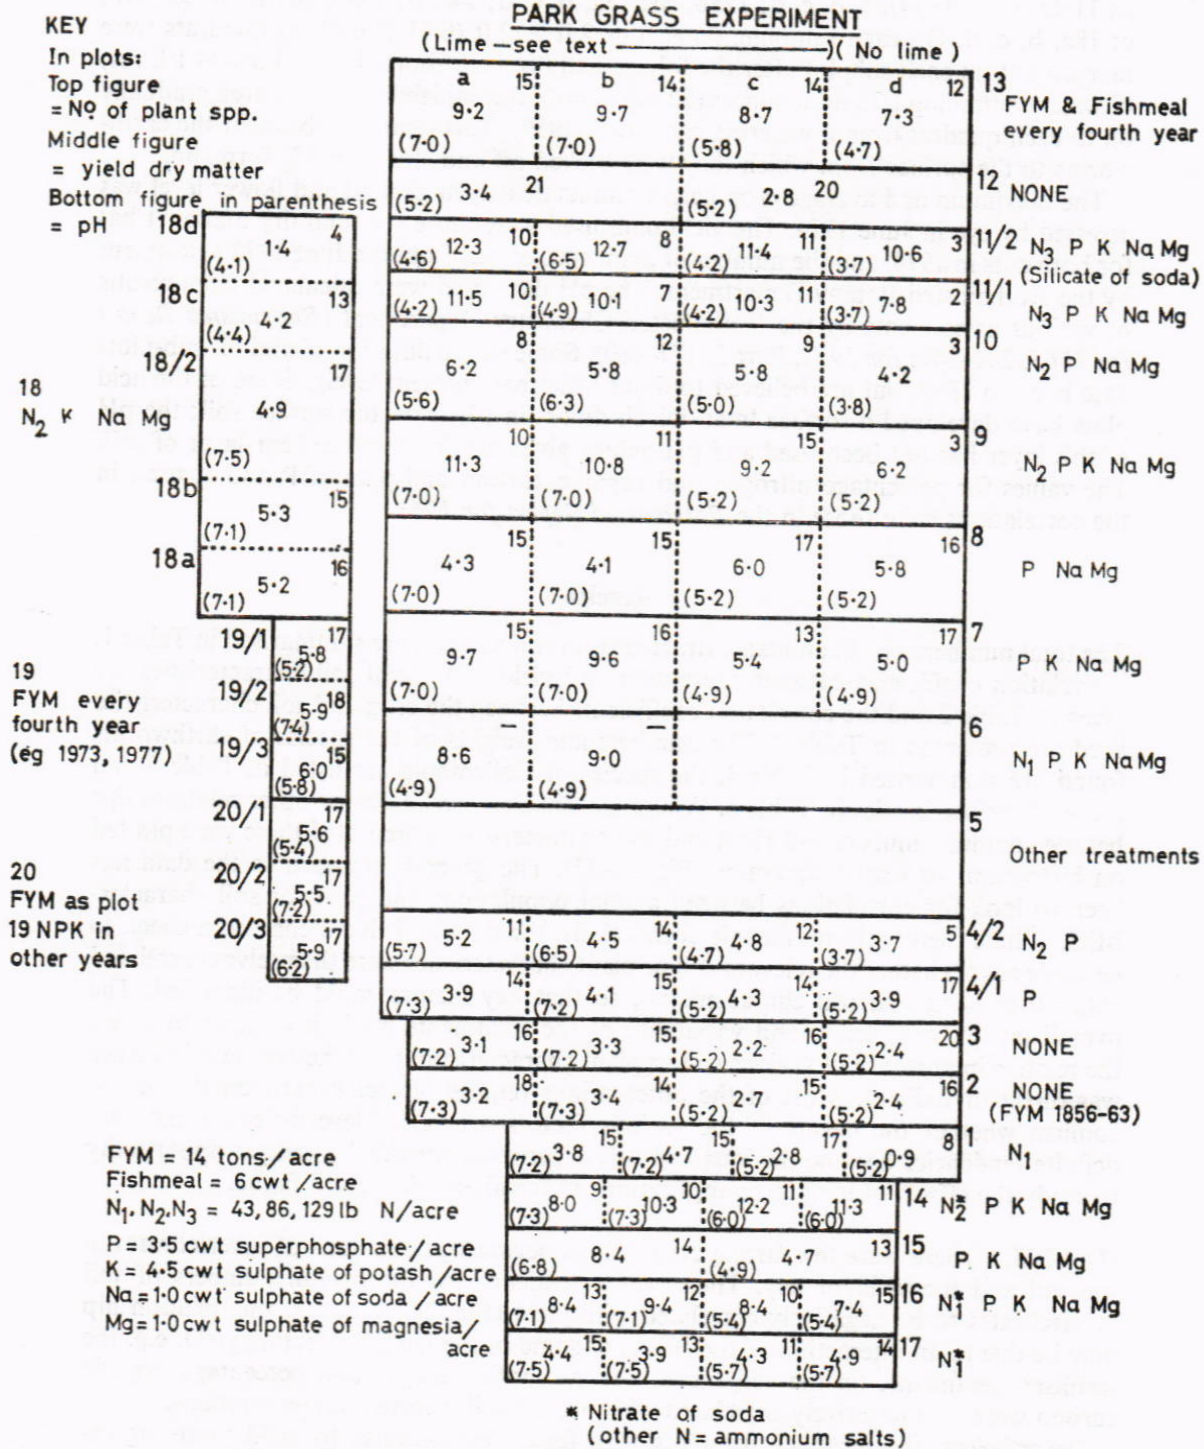 PARK GRASS EXPERIMENT
(Lime — see text ———)( No lime)
KEY
In plots:
Top figure
= No of plant spp.
Middle figure
= yield dry matter
Bottom figure in parenthesis
= pH
a 15 b 14 c 14 d 12 13
9·2 9·7 8·7 7·3
(7·0) (7·0) (5·8) (4·7)
FYM & Fishmeal
every fourth year
3·4 21 2·8 20 12
(5·2) (5·2)
NONE
12·3 10 12·7 8 11·4 11 10·6 3 11/2
(4·6) (6·5) (4·2) (3·7)
N3 P K Na Mg
(Silicate of soda)
11·5 10 10·1 7 10·3 11 7·8 2 11/1
(4·2) (4·9) (4·2) (3·7)
N3 P K Na Mg
8 12 9 3 10
6·2 5·8 5·8 4·2
(5·6) (6·3) (5·0) (3·8)
N2 P Na Mg
10 11 15 3 9
11·3 10·8 9·2 6·2
(7·0) (7·0) (5·2) (5·2)
N2 P K Na Mg
15 15 17 16 8
4·3 4·1 6·0 5·8
(7·0) (7·0) (5·2) (5·2)
P Na Mg
15 16 13 17 7
9·7 9·6 5·4 5·0
(7·0) (7·0) (4·9) (4·9)
P K Na Mg
– – 6
8·6 9·0
(4·9) (4·9)
N1 P K Na Mg
5
Other treatments
5·2 11 4·5 14 4·8 12 3·7 5 4/2
(5·7) (6·5) (4·7) (3·7)
N2 P
3·9 14 4·1 15 4·3 14 3·9 17 4/1
(7·3) (7·2) (5·2) (5·2)
P
3·1 16 3·3 15 2·2 16 2·4 20 3
(7·2) (7·2) (5·2) (5·2)
NONE
3·2 18 3·4 14 2·7 15 2·4 16 2
(7·3) (7·3) (5·2) (5·2)
NONE
(FYM 1856-63)
3·8 15 4·7 15 2·8 17 0·9 8 1
(7·2) (7·2) (5·2) (5·2)
N1
8·0 9 10·3 10 12·2 11 11·3 11 14
(7·3) (7·3) (6·0) (6·0)
N2* P K Na Mg
8·4 14 4·7 13 15
(6·8) (4·9)
P K Na Mg
8·4 13 9·4 12 8·4 10 7·4 15 16
(7·1) (7·1) (5·4) (5·4)
N1* P K Na Mg
4·4 15 3·9 13 4·3 11 4·9 14 17
(7·5) (7·5) (5·7) (5·7)
N1*
18
N2 K Na Mg
18d 4
1·4
(4·1)
18c 13
4·2
(4·4)
18/2 17
4·9
(7·5)
18b 15
5·3
(7·1)
18a 16
5·2
(7·1)
19
FYM every
fourth year
(eg 1973, 1977)
19/1 17
5·8
(5·2)
19/2 18
5·9
(7·4)
19/3 15
6·0
(5·8)
20
FYM as plot
19 NPK in
other years
20/1 17
5·6
(5·4)
20/2 17
5·5
(7·2)
20/3 17
5·9
(6·2)
FYM = 14 tons/acre
Fishmeal = 6 cwt/acre
N1, N2, N3 = 43, 86, 129 lb N/acre
P = 3·5 cwt superphosphate/acre
K = 4·5 cwt sulphate of potash/acre
Na = 1·0 cwt sulphate of soda/acre
Mg = 1·0 cwt sulphate of magnesia/
acre
* Nitrate of soda
(other N = ammonium salts)